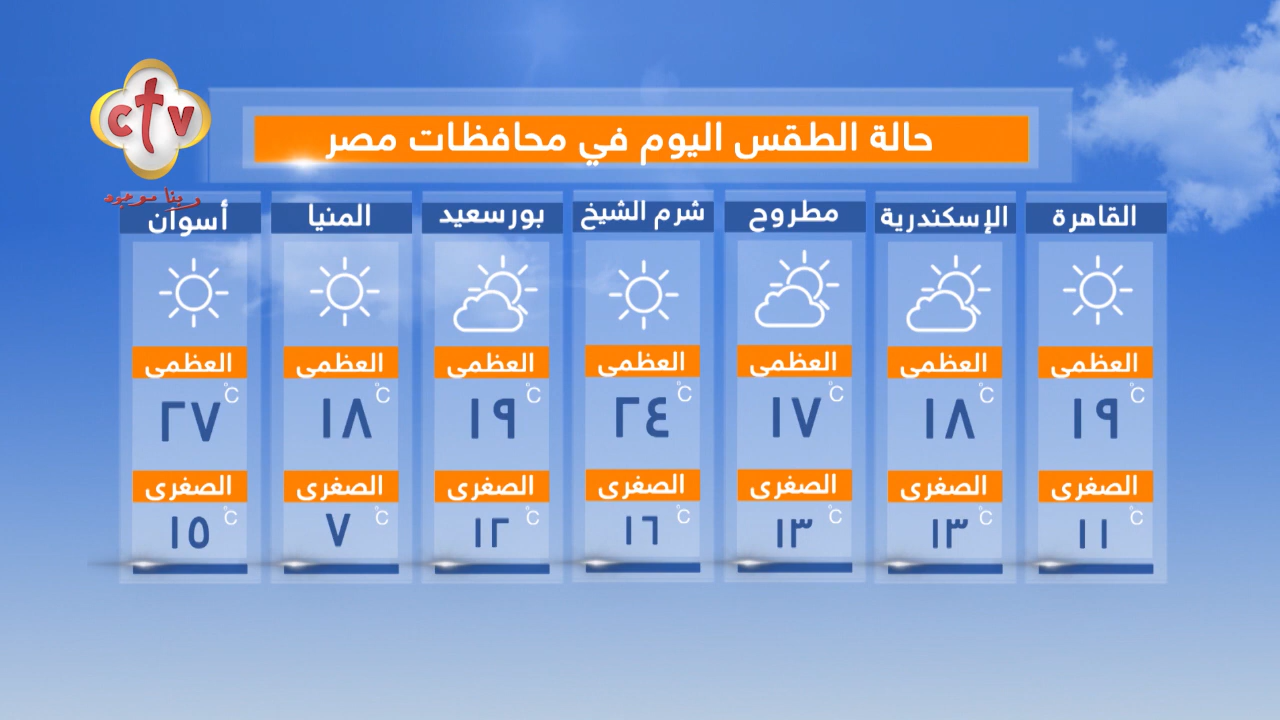 ctv
وبنا موجود
حالة الطقس اليوم في محافظات مصر
القاهرة
العظمى
١٩ °C
الصغرى
١١ °C
الإسكندرية
العظمى
١٨ °C
الصغرى
١٣ °C
مطروح
العظمى
١٧ °C
الصغرى
١٣ °C
شرم الشيخ
العظمى
٢٤ °C
الصغرى
١٦ °C
بورسعيد
العظمى
١٩ °C
الصغرى
١٢ °C
المنيا
العظمى
١٨ °C
الصغرى
٧ °C
أسوان
العظمى
٢٧ °C
الصغرى
١٥ °C